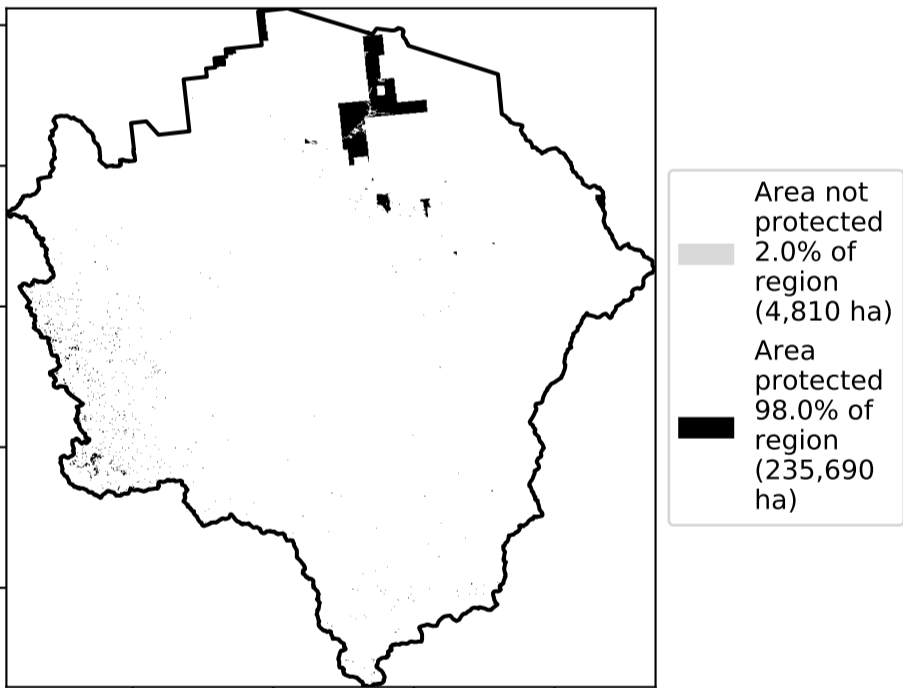 Area not
protected
2.0% of
region
(4,810 ha)
Area
protected
98.0% of
region
(235,690
ha)